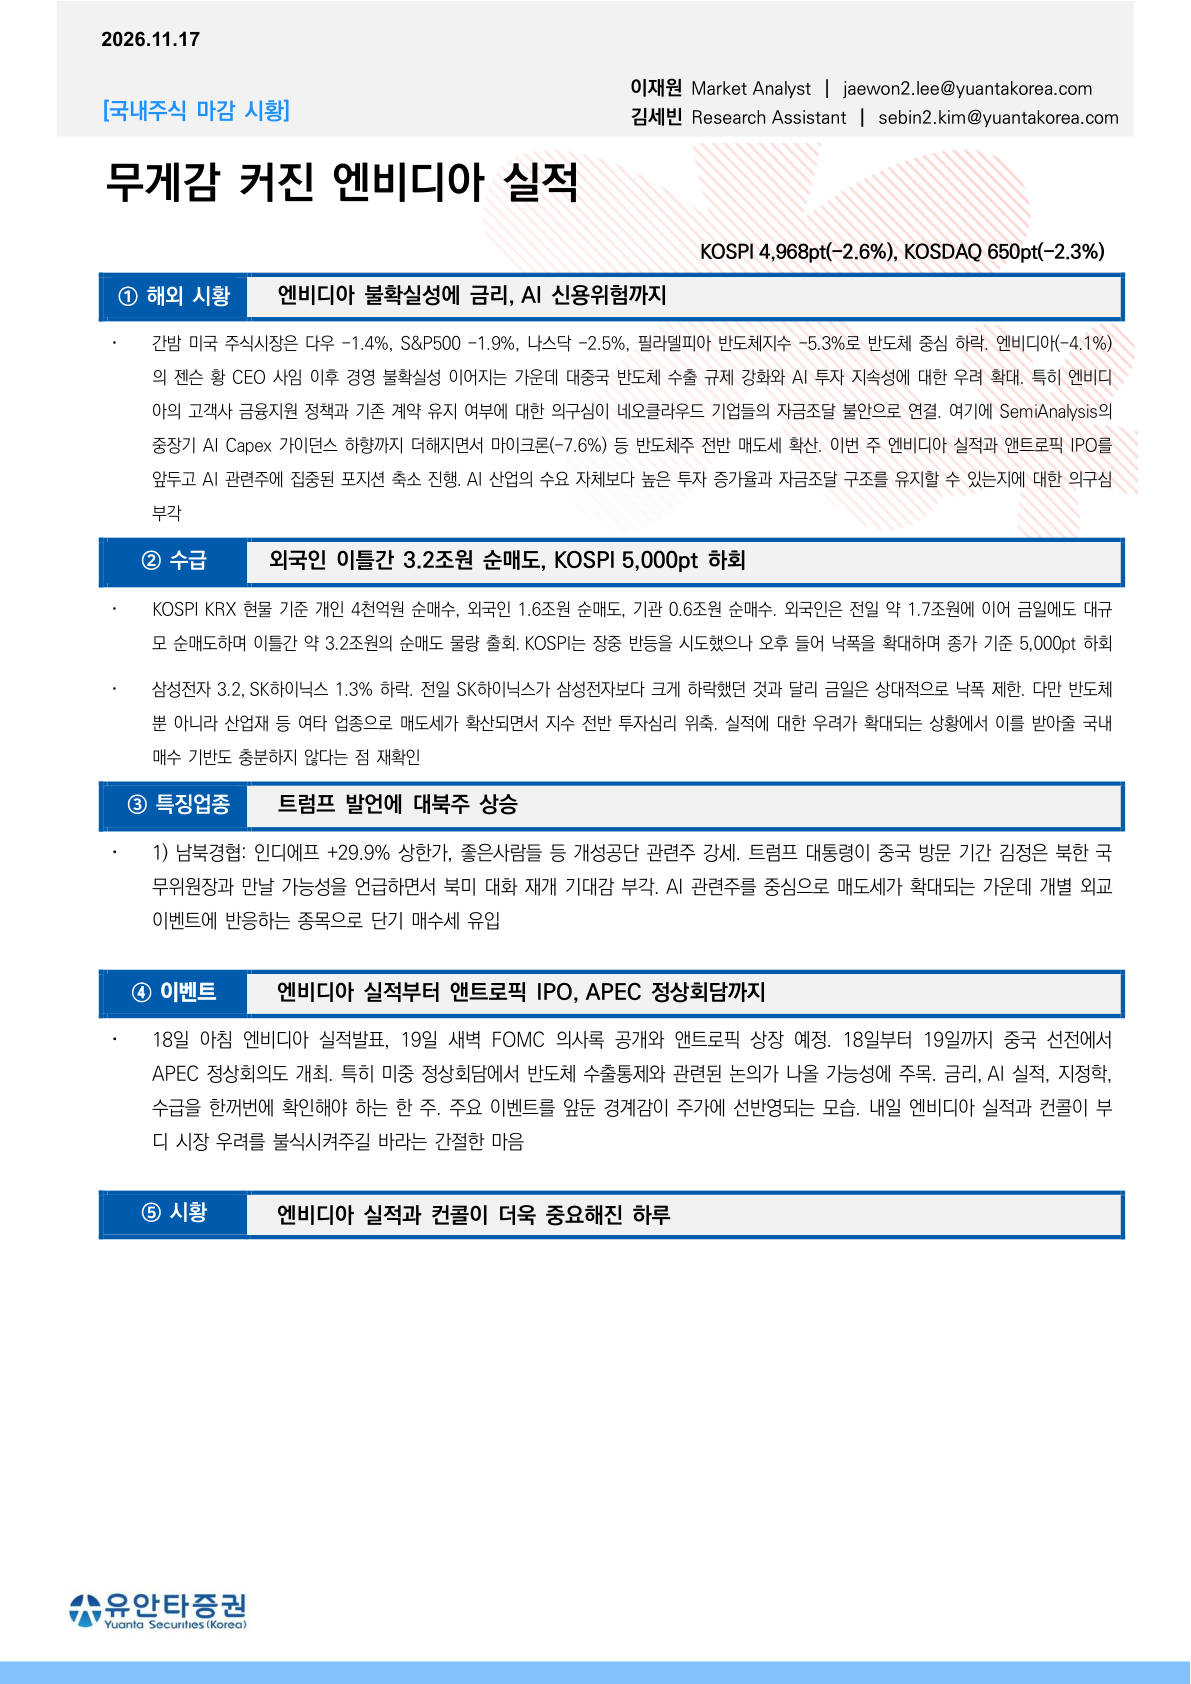 2026.11.17
[국내주식 마감 시황]
이재원 Market Analyst | jaewon2.lee@yuantakorea.com
김세빈 Research Assistant | sebin2.kim@yuantakorea.com
무게감 커진 엔비디아 실적
KOSPI 4,968pt(-2.6%), KOSDAQ 650pt(-2.3%)
① 해외 시황
엔비디아 불확실성에 금리, AI 신용위험까지
· 간밤 미국 주식시장은 다우 -1.4%, S&P500 -1.9%, 나스닥 -2.5%, 필라델피아 반도체지수 -5.3%로 반도체 중심 하락. 엔비디아(-4.1%)
의 젠슨 황 CEO 사임 이후 경영 불확실성 이어지는 가운데 대중국 반도체 수출 규제 강화와 AI 투자 지속성에 대한 우려 확대. 특히 엔비디
아의 고객사 금융지원 정책과 기존 계약 유지 여부에 대한 의구심이 네오클라우드 기업들의 자금조달 불안으로 연결. 여기에 SemiAnalysis의
중장기 AI Capex 가이던스 하향까지 더해지면서 마이크론(-7.6%) 등 반도체주 전반 매도세 확산. 이번 주 엔비디아 실적과 앤트로픽 IPO를
앞두고 AI 관련주에 집중된 포지션 축소 진행. AI 산업의 수요 자체보다 높은 투자 증가율과 자금조달 구조를 유지할 수 있는지에 대한 의구심
부각
② 수급
외국인 이틀간 3.2조원 순매도, KOSPI 5,000pt 하회
· KOSPI KRX 현물 기준 개인 4천억원 순매수, 외국인 1.6조원 순매도, 기관 0.6조원 순매수. 외국인은 전일 약 1.7조원에 이어 금일에도 대규
모 순매도하며 이틀간 약 3.2조원의 순매도 물량 출회. KOSPI는 장중 반등을 시도했으나 오후 들어 낙폭을 확대하며 종가 기준 5,000pt 하회
· 삼성전자 3.2, SK하이닉스 1.3% 하락. 전일 SK하이닉스가 삼성전자보다 크게 하락했던 것과 달리 금일은 상대적으로 낙폭 제한. 다만 반도체
뿐 아니라 산업재 등 여타 업종으로 매도세가 확산되면서 지수 전반 투자심리 위축. 실적에 대한 우려가 확대되는 상황에서 이를 받아줄 국내
매수 기반도 충분하지 않다는 점 재확인
③ 특징업종
트럼프 발언에 대북주 상승
· 1) 남북경협: 인디에프 +29.9% 상한가, 좋은사람들 등 개성공단 관련주 강세. 트럼프 대통령이 중국 방문 기간 김정은 북한 국
무위원장과 만날 가능성을 언급하면서 북미 대화 재개 기대감 부각. AI 관련주를 중심으로 매도세가 확대되는 가운데 개별 외교
이벤트에 반응하는 종목으로 단기 매수세 유입
④ 이벤트
엔비디아 실적부터 앤트로픽 IPO, APEC 정상회담까지
· 18일 아침 엔비디아 실적발표, 19일 새벽 FOMC 의사록 공개와 앤트로픽 상장 예정. 18일부터 19일까지 중국 선전에서
APEC 정상회의도 개최. 특히 미중 정상회담에서 반도체 수출통제와 관련된 논의가 나올 가능성에 주목. 금리, AI 실적, 지정학,
수급을 한꺼번에 확인해야 하는 한 주. 주요 이벤트를 앞둔 경계감이 주가에 선반영되는 모습. 내일 엔비디아 실적과 컨콜이 부
디 시장 우려를 불식시켜주길 바라는 간절한 마음
⑤ 시황
엔비디아 실적과 컨콜이 더욱 중요해진 하루
유안타증권
Yuanta Securities (Korea)